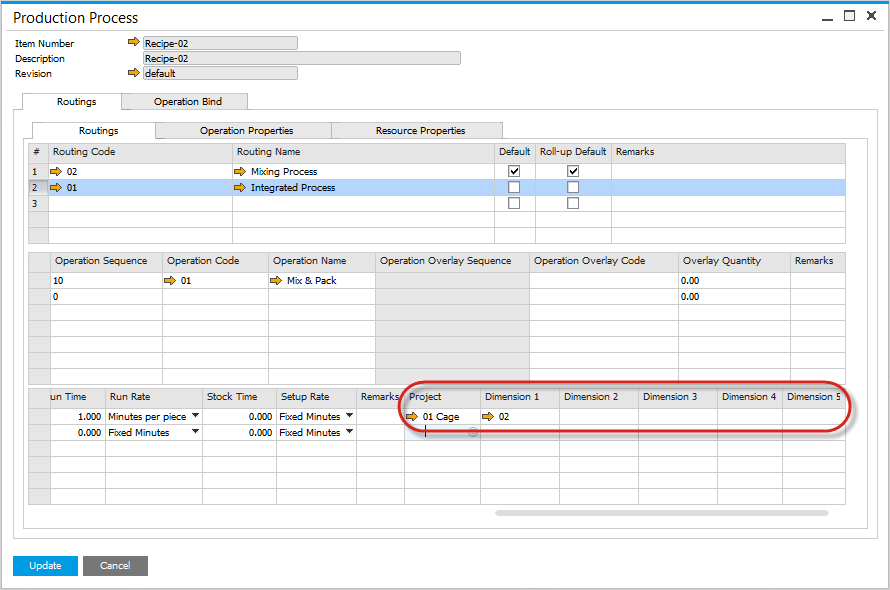 Production Process
Item Number Recipe-02
Description Recipe-02
Revision default
Routings Operation Bind
Routings Operation Properties Resource Properties
# Routing Code Routing Name Default Roll-up Default Remarks
1 02 Mixing Process
2 01 Integrated Process
3
Operation Sequence Operation Code Operation Name Operation Overlay Sequence Operation Overlay Code Overlay Quantity Remarks
10 01 Mix & Pack 0.00
0 0.00
un Time Run Rate Stock Time Setup Rate Remarks Project Dimension 1 Dimension 2 Dimension 3 Dimension 4 Dimension 5
1.000 Minutes per piece 0.000 Fixed Minutes 01 Cage 02
0.000 Fixed Minutes 0.000 Fixed Minutes
Update Cancel